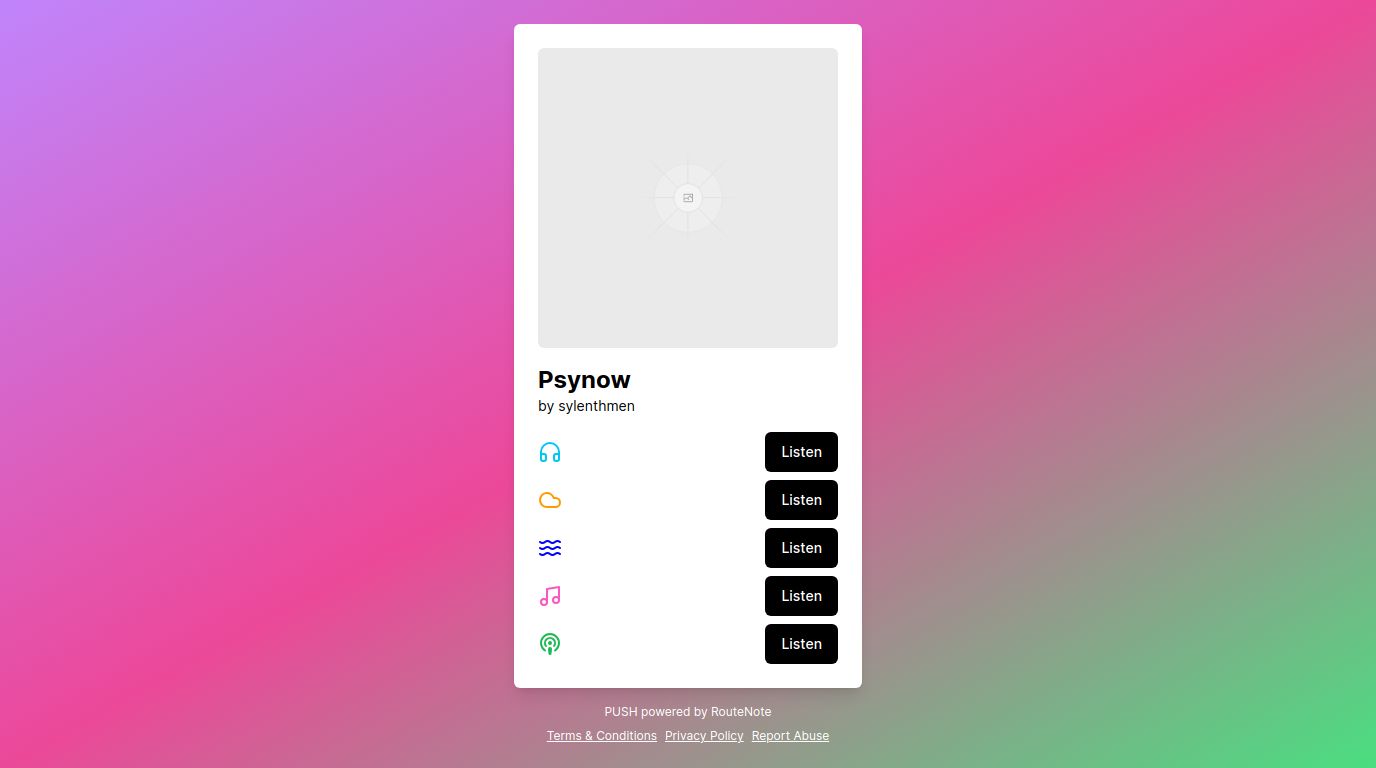 Psynow
by sylenthmen
Listen
Listen
Listen
Listen
Listen
PUSH powered by RouteNote
Terms & Conditions Privacy Policy Report Abuse